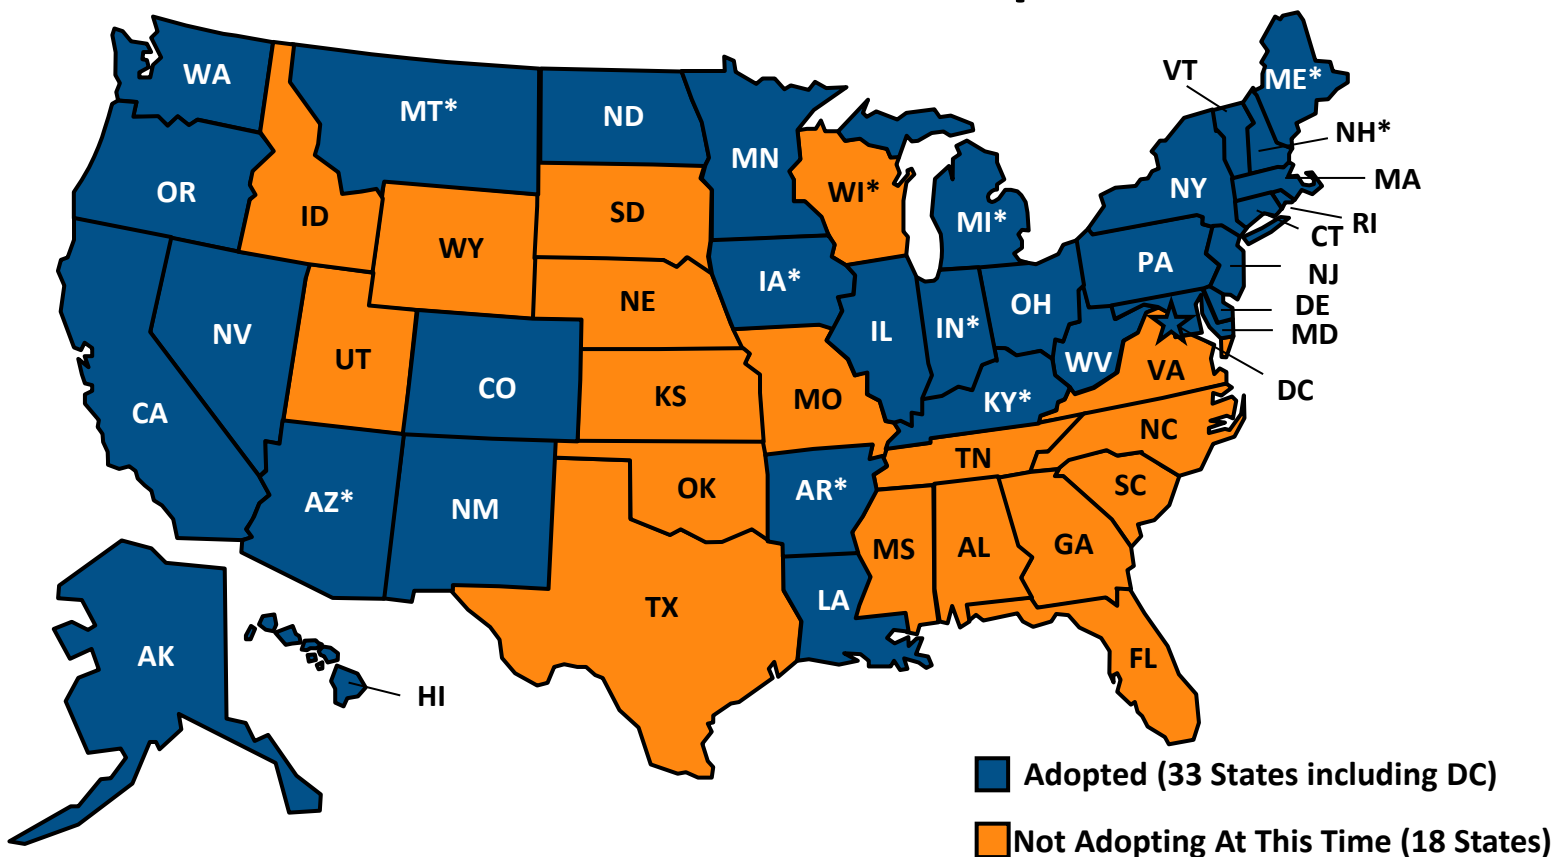 VT
ME*
WA
MT*
ND
MN
NH*
OR
ID
SD
WI*
MI*
NY
MA
RI
CT
WY
IA*
PA
NJ
NE
OH
DE
NV
UT
CO
IL
IN*
WV
MD
VA
DC
CA
KS
MO
KY*
NC
TN
AZ*
NM
OK
AR*
SC
MS
AL
GA
TX
LA
AK
FL
HI
Adopted (33 States including DC)
Not Adopting At This Time (18 States)